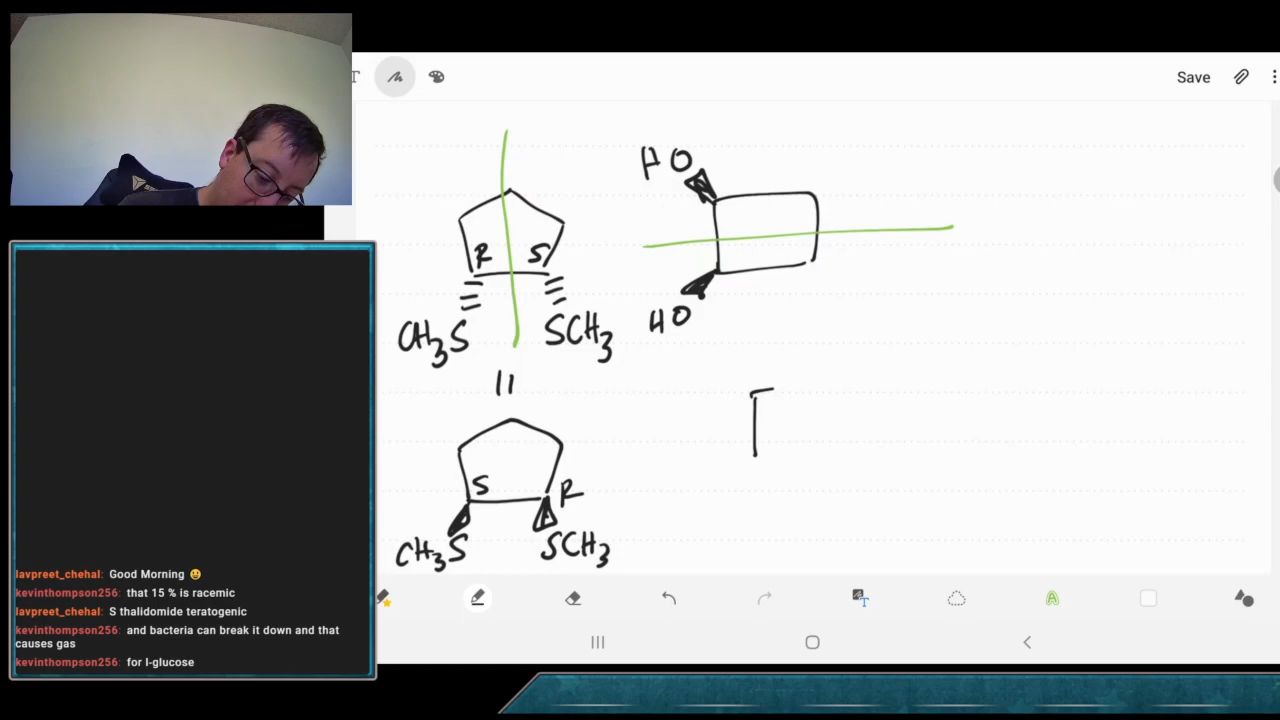 T
Save
HO
R S
CH3S SCH3
HO
S R
CH3S SCH3
lavpreet_chehal: Good Morning 😃
kevinthompson256: that 15 % is racemic
lavpreet_chehal: S thalidomide teratogenic
kevinthompson256: and bacteria can break it down and that
causes gas
kevinthompson256: for l-glucose